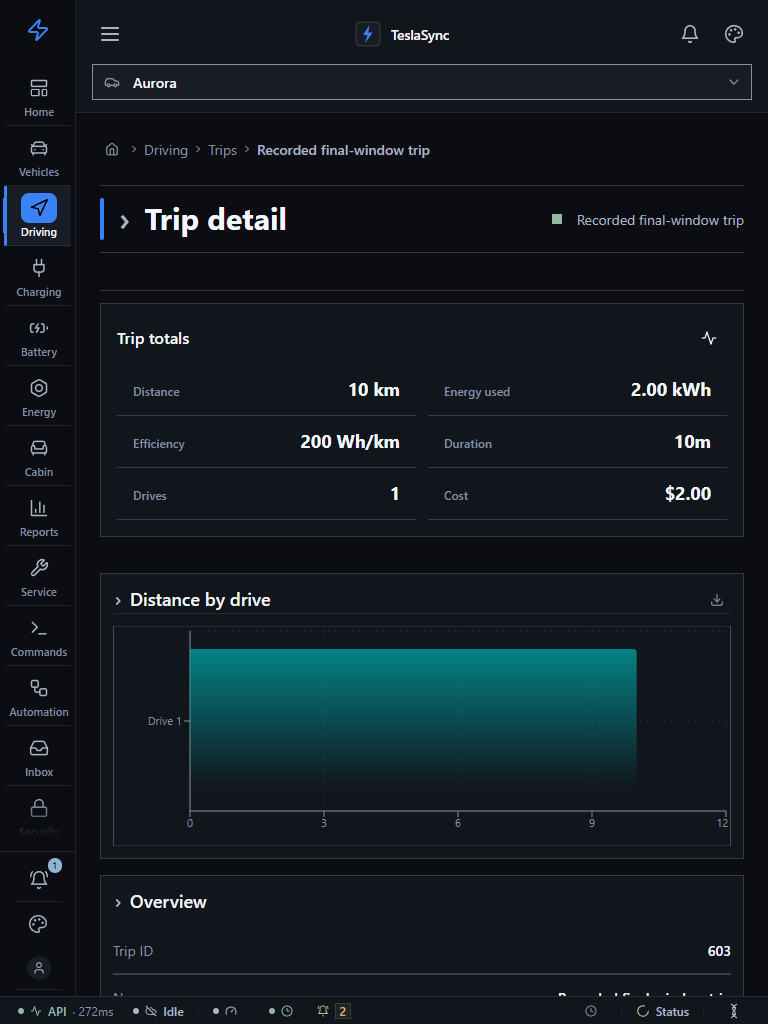 TeslaSync
Aurora
Home
Vehicles
Driving
Charging
Battery
Energy
Cabin
Reports
Service
Commands
Automation
Inbox
Security
1
Driving › Trips › Recorded final-window trip
Trip detail
Recorded final-window trip
Trip totals
Distance 10 km
Energy used 2.00 kWh
Efficiency 200 Wh/km
Duration 10m
Drives 1
Cost $2.00
Distance by drive
Drive 1
0 3 6 9 12
Overview
Trip ID 603
API · 272ms Idle 2 Status